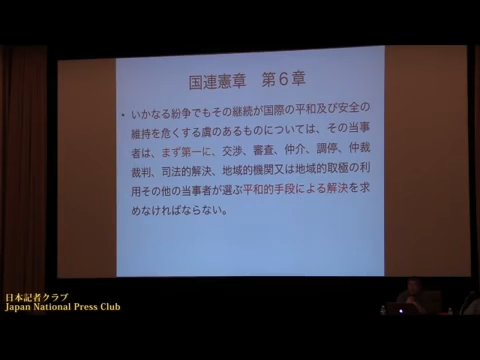 国連憲章　第６章
• いかなる紛争でもその継続が国際の平和及び安全の
維持を危くする虞のあるものについては、その当事
者は、まず第一に、交渉、審査、仲介、調停、仲裁
裁判、司法的解決、地域的機関又は地域的取極の利
用その他の当事者が選ぶ平和的手段による解決を求
めなければならない。
日本記者クラブ
Japan National Press Club